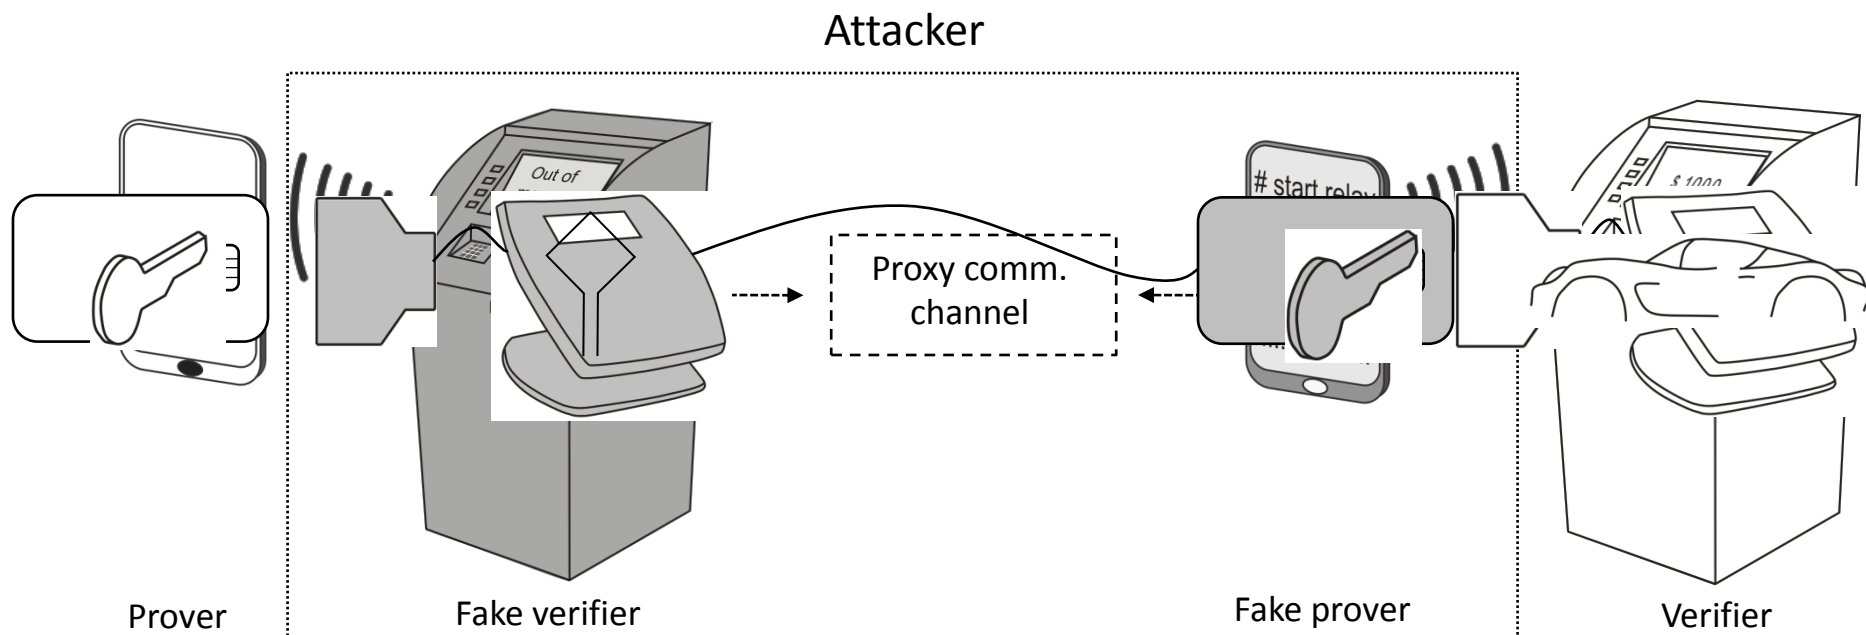 Attacker
Out of
# start relay
$ 1000
Proxy comm.
channel
Prover
Fake verifier
Fake prover
Verifier